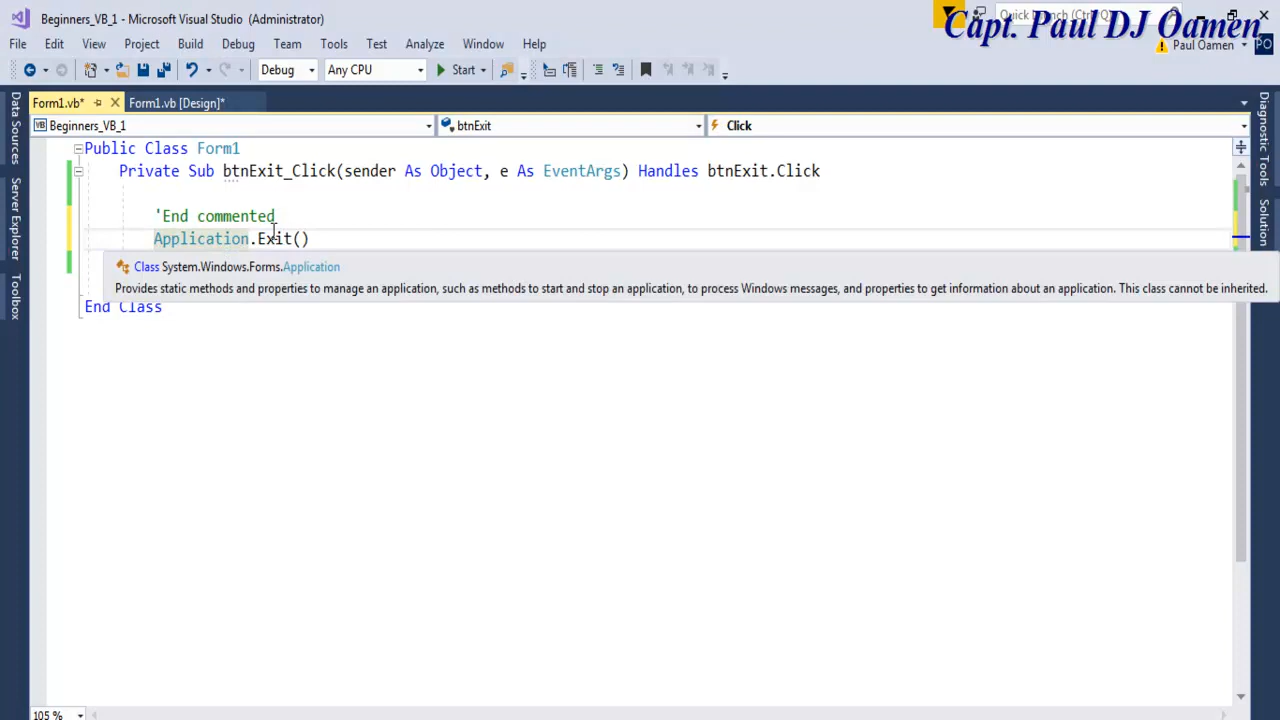 Beginners_VB_1 - Microsoft Visual Studio (Administrator)
Quick Launch (Ctrl+Q)
Capt. Paul DJ Oamen
File Edit View Project Build Debug Team Tools Test Analyze Window Help
Paul Oamen PO
Debug Any CPU Start
Form1.vb* Form1.vb [Design]*
Beginners_VB_1 btnExit Click
Data Sources
Server Explorer
Toolbox
Public Class Form1
Private Sub btnExit_Click(sender As Object, e As EventArgs) Handles btnExit.Click
'End commented
Application.Exit()
Class System.Windows.Forms.Application
Provides static methods and properties to manage an application, such as methods to start and stop an application, to process Windows messages, and properties to get information about an application. This class cannot be inherited.
End Class
Diagnostic Tools
Solution
105 %